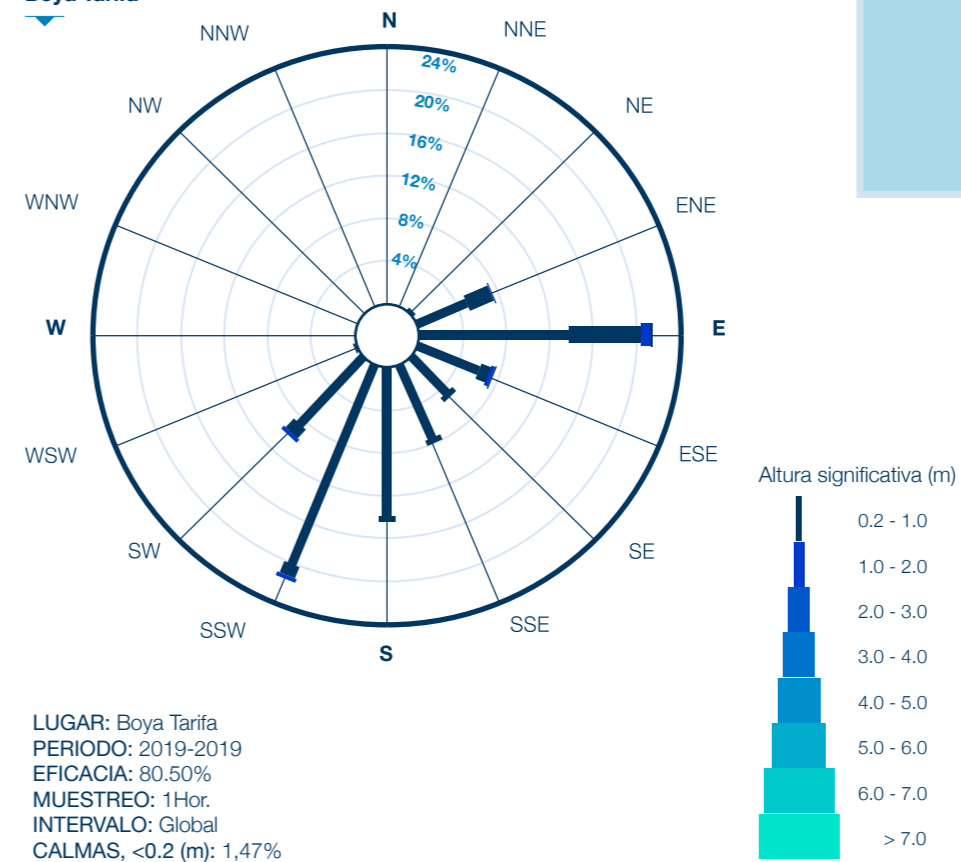 Boya Tarifa
N
NNW
NNE
24%
NW
20%
NE
16%
WNW
12%
ENE
8%
4%
W
E
WSW
ESE
SW
SE
SSW
SSE
S
Altura significativa (m)
0.2 - 1.0
1.0 - 2.0
2.0 - 3.0
3.0 - 4.0
4.0 - 5.0
5.0 - 6.0
6.0 - 7.0
> 7.0
LUGAR: Boya Tarifa
PERIODO: 2019-2019
EFICACIA: 80.50%
MUESTREO: 1Hor.
INTERVALO: Global
CALMAS, <0.2 (m): 1,47%